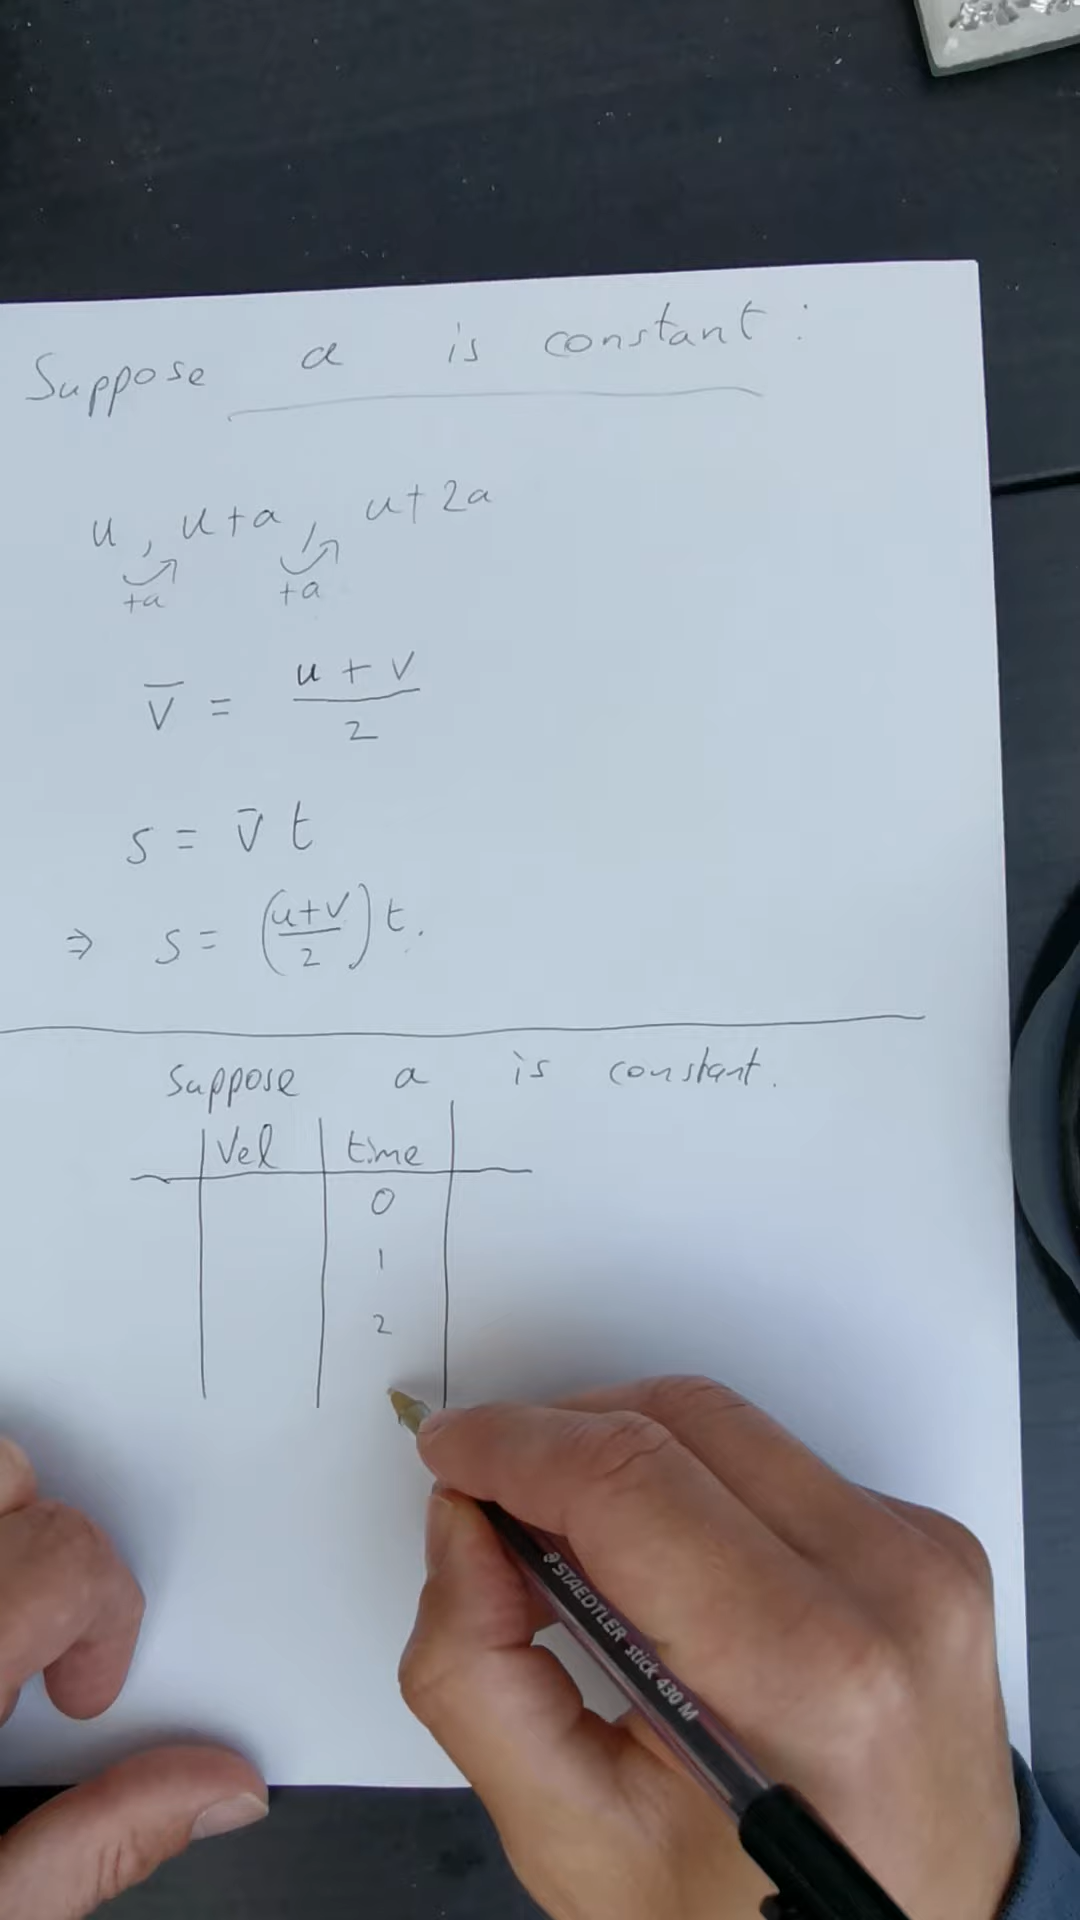 Suppose a is constant:
u, u+a, u+2a
+a +a
v̅ = u + v / 2
s = v̅ t
⇒ s = (u+v / 2) t.
Suppose a is constant.
Vel time
0
1
2
STAEDTLER stick 430 M